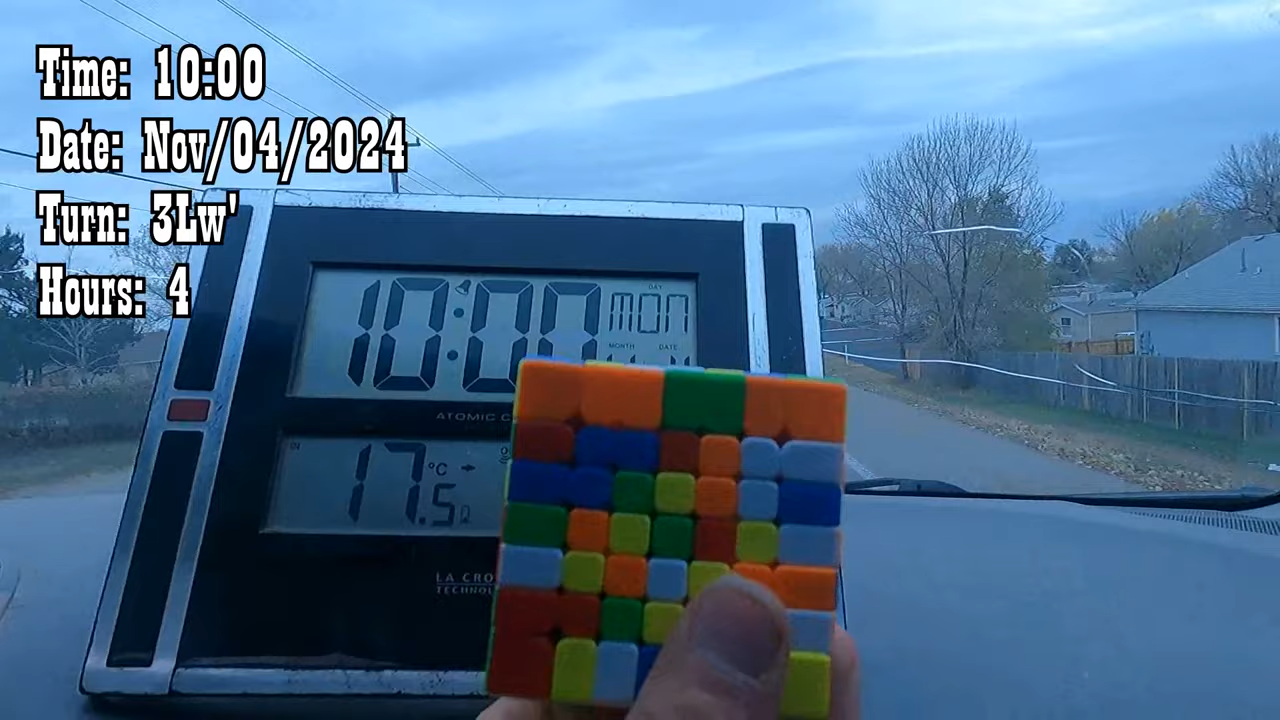 Time: 10:00
Date: Nov/04/2024
Turn: 3Lw'
Hours: 4
10:00
DAY
MON
MONTH DATE
ATOMIC
IN
17.5
°C
LA CRO
TECHNOL